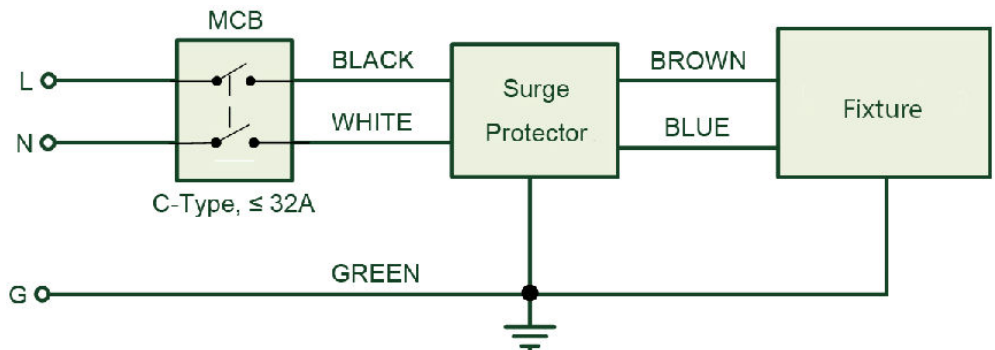 MCB
L
BLACK
BROWN
Surge
Protector
Fixture
N
WHITE
BLUE
C-Type, ≤ 32A
GREEN
G